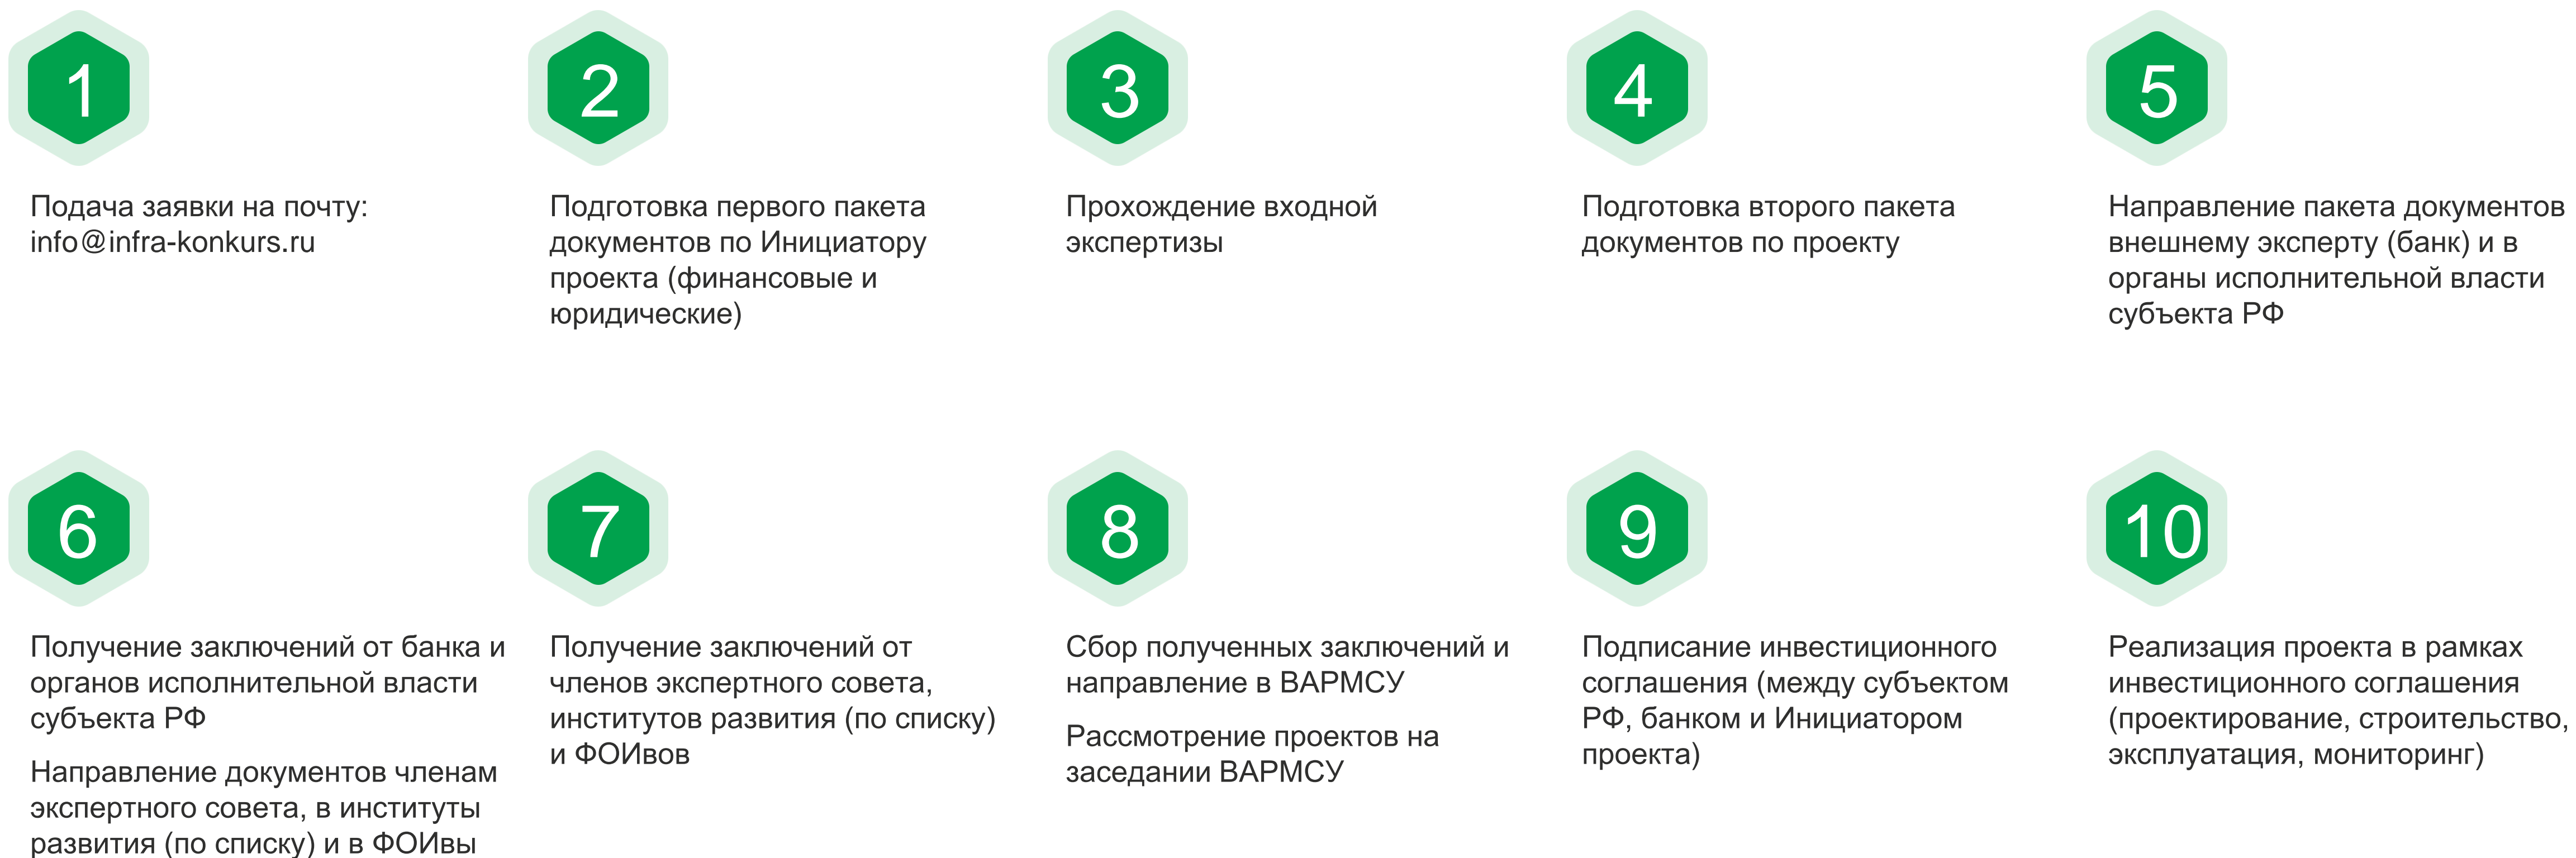 1
Подача заявки на почту:
info@infra-konkurs.ru
2
Подготовка первого пакета
документов по Инициатору
проекта (финансовые и
юридические)
3
Прохождение входной
экспертизы
4
Подготовка второго пакета
документов по проекту
5
Направление пакета документов
внешнему эксперту (банк) и в
органы исполнительной власти
субъекта РФ
6
Получение заключений от банка и
органов исполнительной власти
субъекта РФ
Направление документов членам
экспертного совета, в институты
развития (по списку) и в ФОИвы
7
Получение заключений от
членов экспертного совета,
институтов развития (по списку)
и ФОИвов
8
Сбор полученных заключений и
направление в ВАРМСУ
Рассмотрение проектов на
заседании ВАРМСУ
9
Подписание инвестиционного
соглашения (между субъектом
РФ, банком и Инициатором
проекта)
10
Реализация проекта в рамках
инвестиционного соглашения
(проектирование, строительство,
эксплуатация, мониторинг)